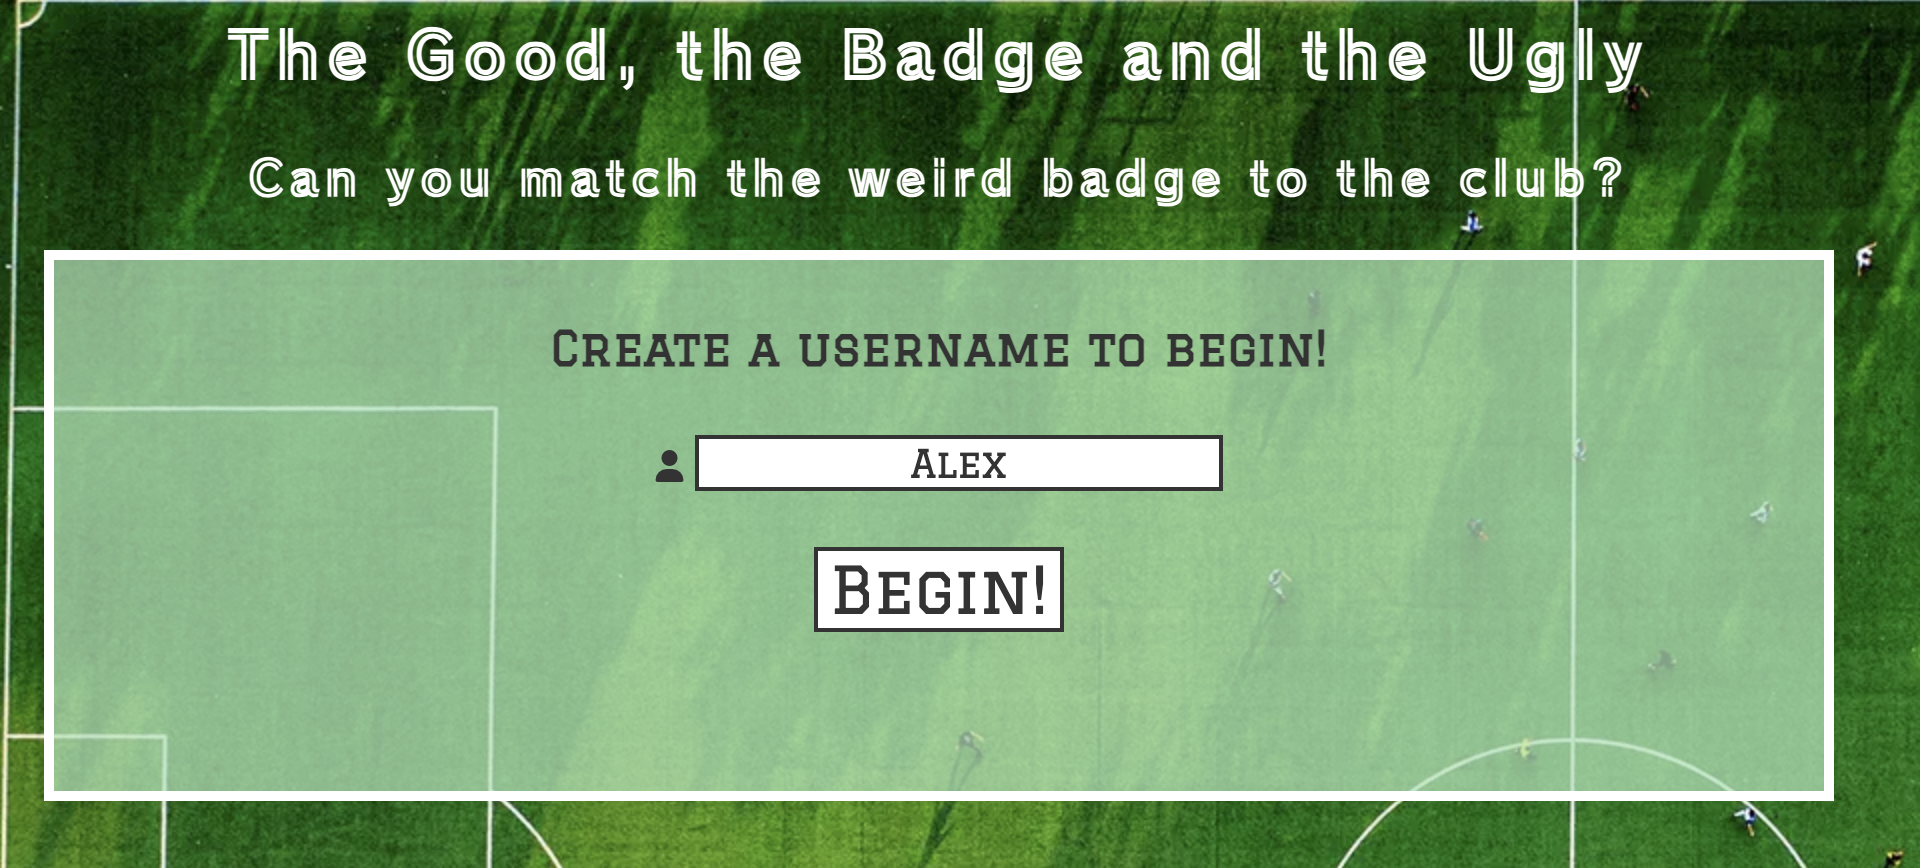 The Good, the Badge and the Ugly
Can you match the weird badge to the club?
Create a username to begin!
Alex
Begin!